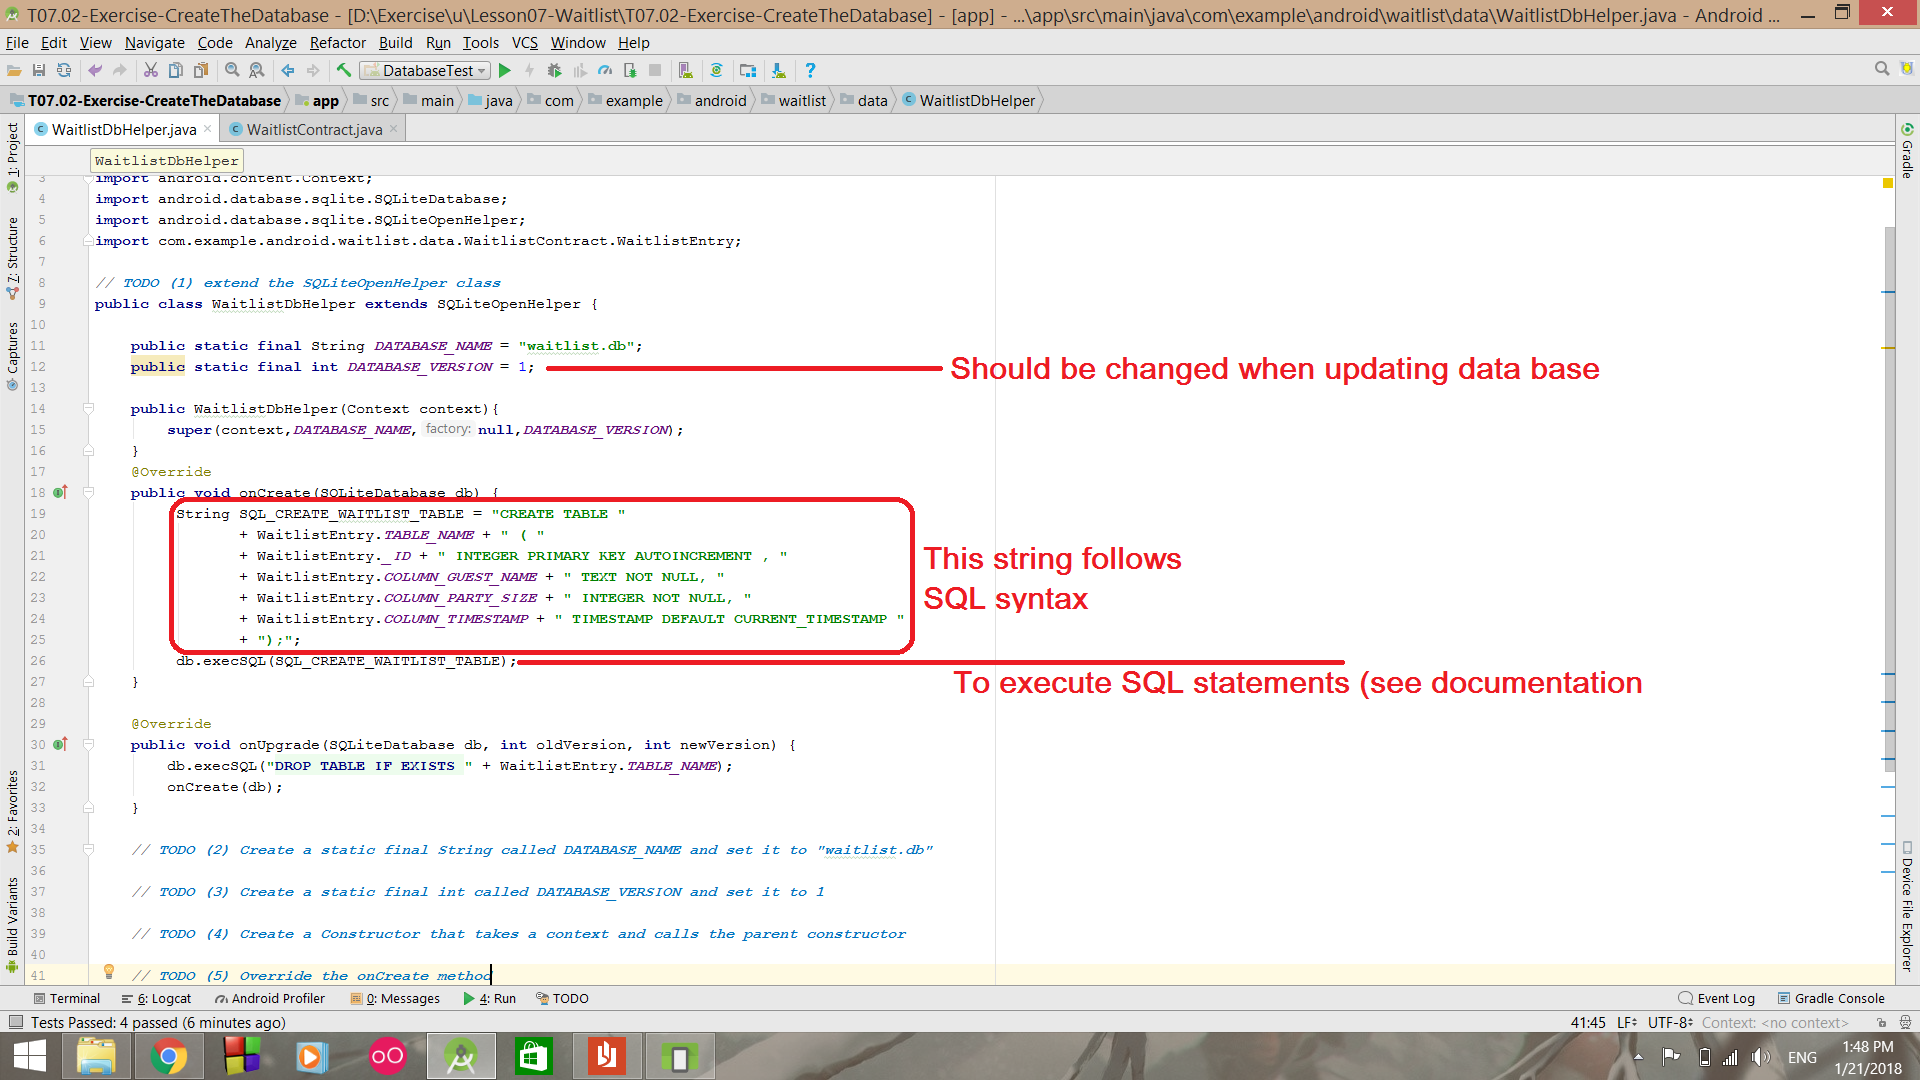 T07.02-Exercise-CreateTheDatabase - [D:\Exercise\u\Lesson07-Waitlist\T07.02-Exercise-CreateTheDatabase] - [app] - ...\app\src\main\java\com\example\android\waitlist\data\WaitlistDbHelper.java - Android ...
File Edit View Navigate Code Analyze Refactor Build Run Tools VCS Window Help
DatabaseTest
T07.02-Exercise-CreateTheDatabase app src main java com example android waitlist data WaitlistDbHelper
WaitlistDbHelper.java WaitlistContract.java
WaitlistDbHelper
3 import android.content.Context;
4 import android.database.sqlite.SQLiteDatabase;
5 import android.database.sqlite.SQLiteOpenHelper;
6 import com.example.android.waitlist.data.WaitlistContract.WaitlistEntry;
7
8 // TODO (1) extend the SQLiteOpenHelper class
9 public class WaitlistDbHelper extends SQLiteOpenHelper {
10
11 public static final String DATABASE_NAME = "waitlist.db";
12 public static final int DATABASE_VERSION = 1;
Should be changed when updating data base
13
14 public WaitlistDbHelper(Context context){
15 super(context,DATABASE_NAME, factory: null,DATABASE_VERSION);
16 }
17 @Override
18 public void onCreate(SQLiteDatabase db) {
19 String SQL_CREATE_WAITLIST_TABLE = "CREATE TABLE "
20 + WaitlistEntry.TABLE_NAME + " ( "
21 + WaitlistEntry._ID + " INTEGER PRIMARY KEY AUTOINCREMENT , "
22 + WaitlistEntry.COLUMN_GUEST_NAME + " TEXT NOT NULL, "
23 + WaitlistEntry.COLUMN_PARTY_SIZE + " INTEGER NOT NULL, "
24 + WaitlistEntry.COLUMN_TIMESTAMP + " TIMESTAMP DEFAULT CURRENT_TIMESTAMP "
25 + ");";
This string follows
SQL syntax
26 db.execSQL(SQL_CREATE_WAITLIST_TABLE);
To execute SQL statements (see documentation
27 }
28
29 @Override
30 public void onUpgrade(SQLiteDatabase db, int oldVersion, int newVersion) {
31 db.execSQL("DROP TABLE IF EXISTS " + WaitlistEntry.TABLE_NAME);
32 onCreate(db);
33 }
34
35 // TODO (2) Create a static final String called DATABASE_NAME and set it to "waitlist.db"
36
37 // TODO (3) Create a static final int called DATABASE_VERSION and set it to 1
38
39 // TODO (4) Create a Constructor that takes a context and calls the parent constructor
40
41 // TODO (5) Override the onCreate method
1: Project
7: Structure
Captures
2: Favorites
Build Variants
Gradle
Device File Explorer
Terminal 6: Logcat Android Profiler 0: Messages 4: Run TODO Event Log Gradle Console
Tests Passed: 4 passed (6 minutes ago) 41:45 LF UTF-8 Context: <no context>
ENG
1:48 PM
1/21/2018